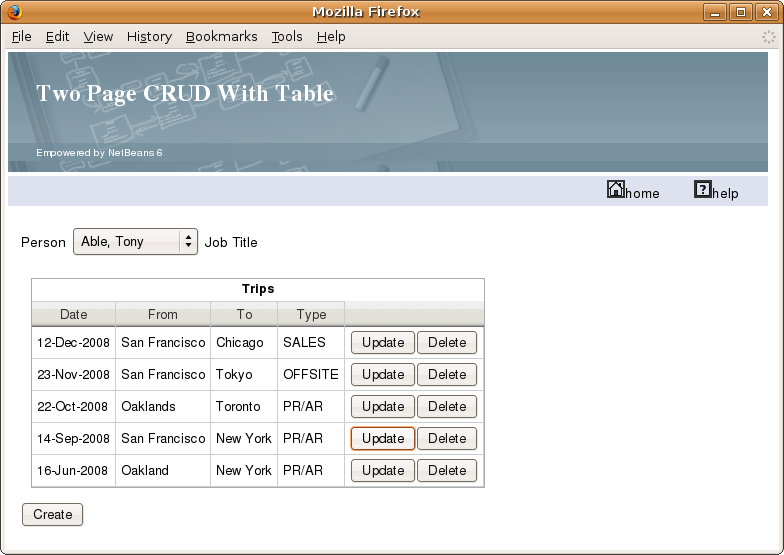 Mozilla Firefox
File Edit View History Bookmarks Tools Help
Two Page CRUD With Table
Empowered by NetBeans 6
home help
Person Able, Tony Job Title
Trips
Date From To Type
12-Dec-2008 San Francisco Chicago SALES Update Delete
23-Nov-2008 San Francisco Tokyo OFFSITE Update Delete
22-Oct-2008 Oaklands Toronto PR/AR Update Delete
14-Sep-2008 San Francisco New York PR/AR Update Delete
16-Jun-2008 Oakland New York PR/AR Update Delete
Create